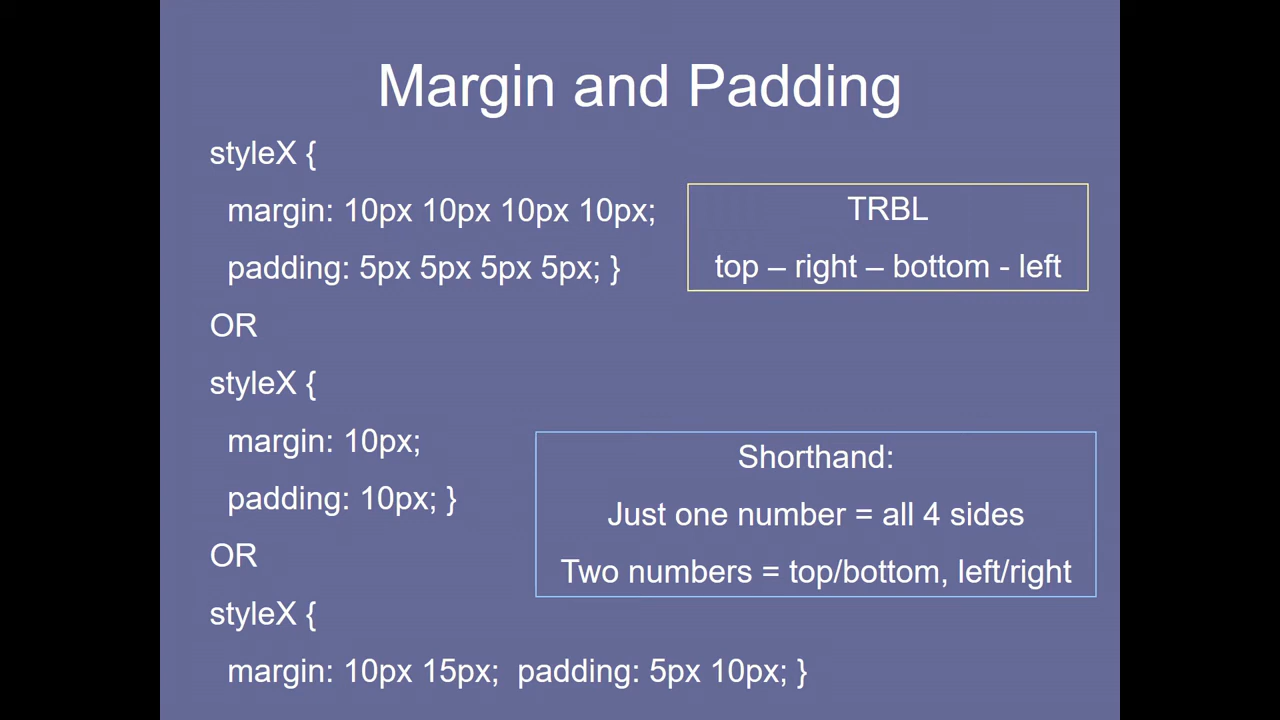 Margin and Padding
styleX {
margin: 10px 10px 10px 10px;
padding: 5px 5px 5px 5px; }
TRBL
top – right – bottom - left
OR
styleX {
margin: 10px;
padding: 10px; }
Shorthand:
Just one number = all 4 sides
Two numbers = top/bottom, left/right
OR
styleX {
margin: 10px 15px;  padding: 5px 10px; }